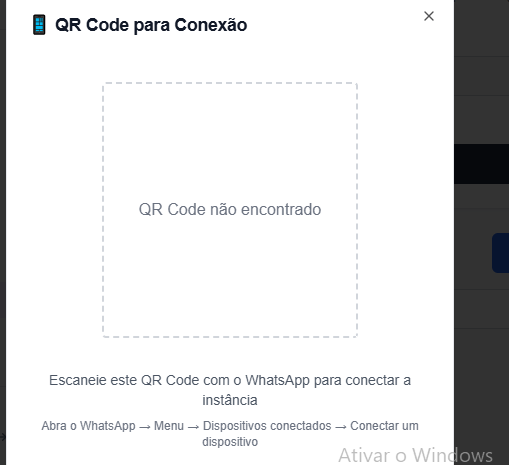 QR Code para Conexão
QR Code não encontrado
Escaneie este QR Code com o WhatsApp para conectar a
instância
Abra o WhatsApp → Menu → Dispositivos conectados → Conectar um
dispositivo
Ativar o Windows